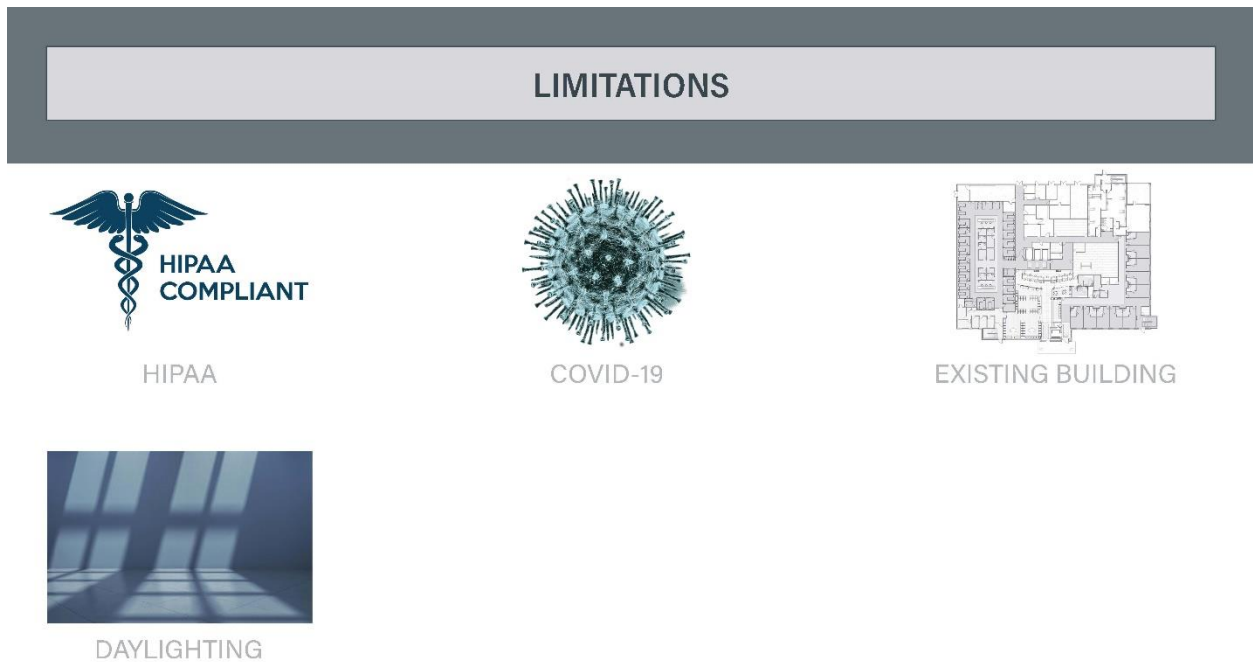 LIMITATIONS
HIPAA
COMPLIANT
HIPAA
COVID-19
EXISTING BUILDING
DAYLIGHTING